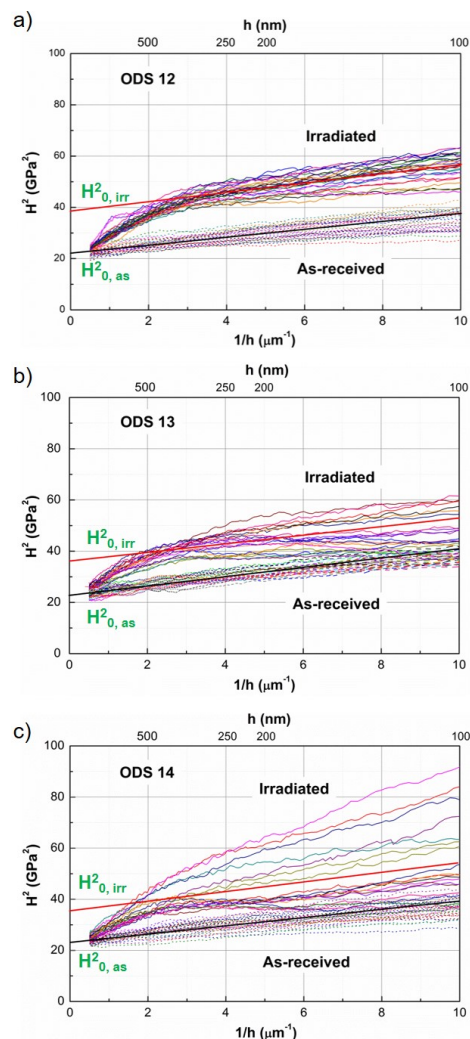 a)
h (nm)
500 250 200 100
100
80
60
40
20
0
H² (GPa²)
ODS 12
Irradiated
H²₀, irr
H²₀, as
As-received
0 2 4 6 8 10
1/h (μm⁻¹)
b)
h (nm)
500 250 200 100
100
80
60
40
20
0
H² (GPa²)
ODS 13
Irradiated
H²₀, irr
H²₀, as
As-received
0 2 4 6 8 10
1/h (μm⁻¹)
c)
h (nm)
500 250 200 100
100
80
60
40
20
0
H² (GPa²)
ODS 14
Irradiated
H²₀, irr
H²₀, as
As-received
0 2 4 6 8 10
1/h (μm⁻¹)